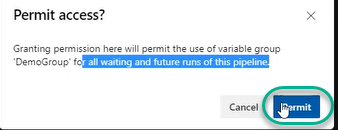 Permit access?
Granting permission here will permit the use of variable group
'DemoGroup' for all waiting and future runs of this pipeline.
Cancel
Permit